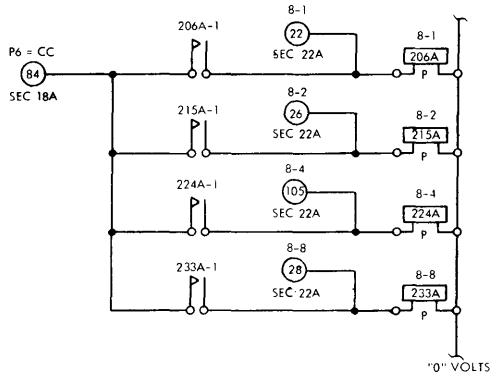 8-1
206A-1
22
8-1
P6 = CC
206A
84
SEC 22A
P
SEC 18A
8-2
215A-1
26
8-2
SEC 22A
215A
P
8-4
224A-1
105
8-4
SEC 22A
224A
P
8-8
233A-1
28
8-8
SEC 22A
233A
P
"0" VOLTS